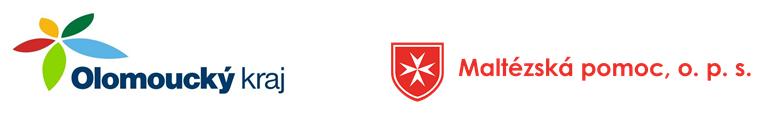 Olomoucký kraj
Maltézská pomoc, o. p. s.